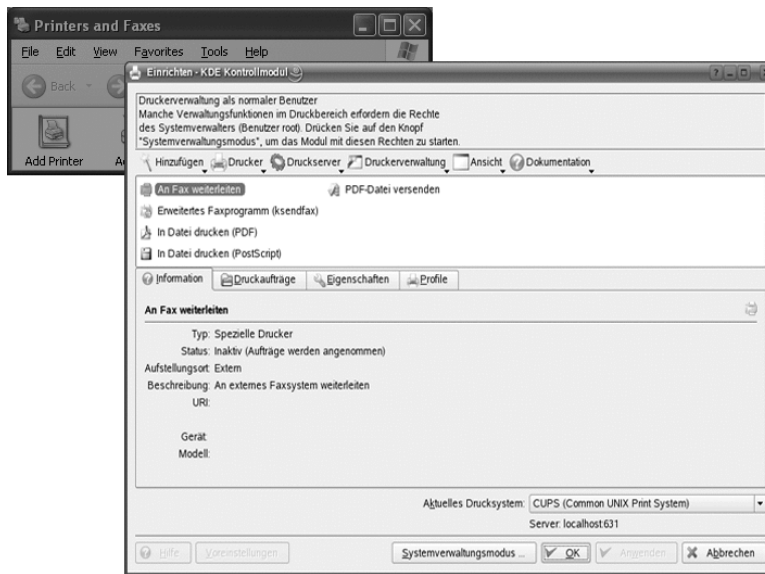 Printers and Faxes
File Edit View Favorites Tools Help
Back
Add Printer
Einrichten - KDE Kontrollmodul
Druckerverwaltung als normaler Benutzer
Manche Verwaltungsfunktionen im Druckbereich erfordern die Rechte
des Systemverwalters (Benutzer root). Drücken Sie auf den Knopf
"Systemverwaltungsmodus", um das Modul mit diesen Rechten zu starten.
Hinzufügen Drucker Druckserver Druckerverwaltung Ansicht Dokumentation
An Fax weiterleiten PDF-Datei versenden
Erweitertes Faxprogramm (ksendfax)
In Datei drucken (PDF)
In Datei drucken (PostScript)
Information Druckaufträge Eigenschaften Profile
An Fax weiterleiten
Typ: Spezielle Drucker
Status: Inaktiv (Aufträge werden angenommen)
Aufstellungsort: Extern
Beschreibung: An externes Faxsystem weiterleiten
URI:
Gerät:
Modell:
Aktuelles Drucksystem: CUPS (Common UNIX Print System)
Server: localhost:631
Hilfe Voreinstellungen Systemverwaltungsmodus ... OK Anwenden Abbrechen